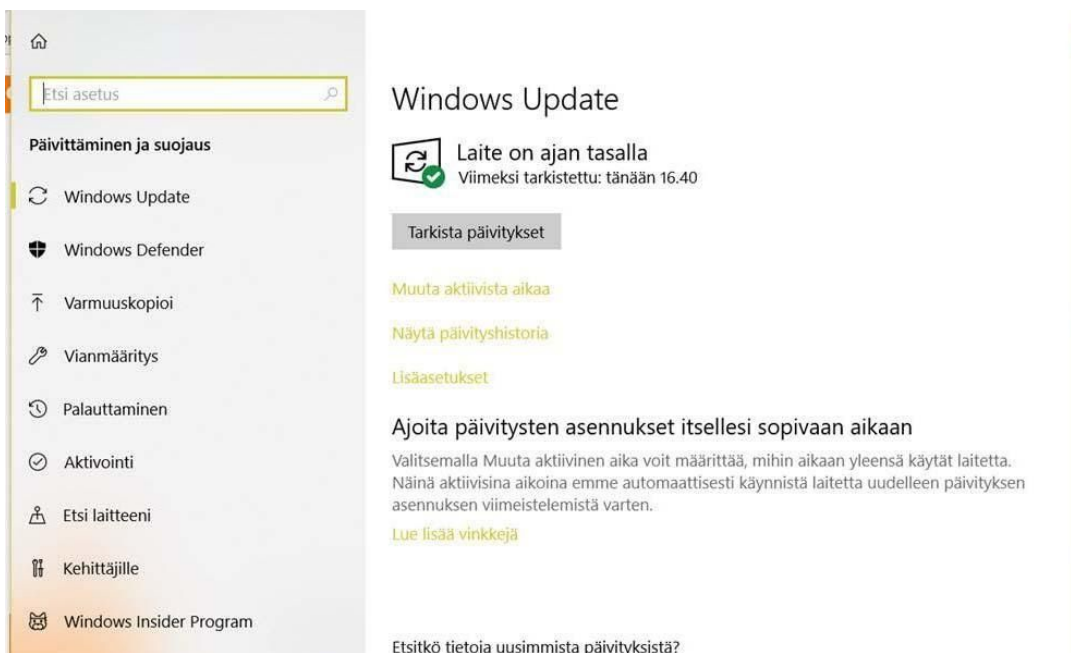 Etsi asetus
Päivittäminen ja suojaus
Windows Update
Windows Defender
Varmuuskopioi
Vianmääritys
Palauttaminen
Aktivointi
Etsi laitteeni
Kehittäjille
Windows Insider Program
Windows Update
Laite on ajan tasalla
Viimeksi tarkistettu: tänään 16.40
Tarkista päivitykset
Muuta aktiivista aikaa
Näytä päivityshistoria
Lisäasetukset
Ajoita päivitysten asennukset itsellesi sopivaan aikaan
Valitsemalla Muuta aktiivinen aika voit määrittää, mihin aikaan yleensä käytät laitetta.
Näinä aktiivisina aikoina emme automaattisesti käynnistä laitetta uudelleen päivityksen
asennuksen viimeistelemistä varten.
Lue lisää vinkkejä
Etsitkö tietoja uusimmista päivityksistä?